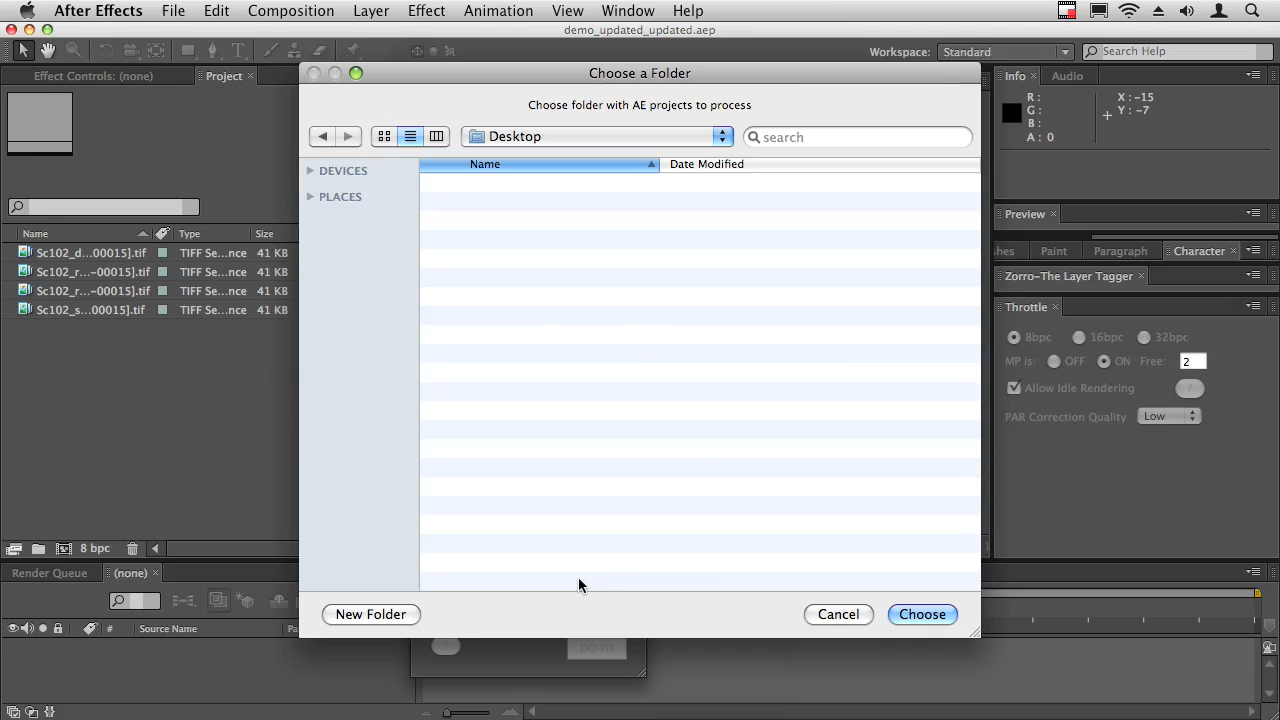 After Effects File Edit Composition Layer Effect Animation View Window Help
demo_updated_updated.aep
Workspace: Standard Search Help
Effect Controls: (none) Project
Choose a Folder
Info Audio
Choose folder with AE projects to process
R: X: -15
G: Y: -7
B:
A: 0
Desktop
search
Name Date Modified
DEVICES
PLACES
Name Type Size
Sc102_d...00015].tif TIFF Se...nce 41 KB
Sc102_r...-00015].tif TIFF Se...nce 41 KB
Sc102_r...-00015].tif TIFF Se...nce 41 KB
Sc102_s...00015].tif TIFF Se...nce 41 KB
Preview
shes Paint Paragraph Character
Zorro-The Layer Tagger
Throttle
8bpc 16bpc 32bpc
MP is: OFF ON Free: 2
Allow Idle Rendering ?
PAR Correction Quality Low
8 bpc
Render Queue (none)
New Folder Cancel Choose
# Source Name Pa
DO IT!